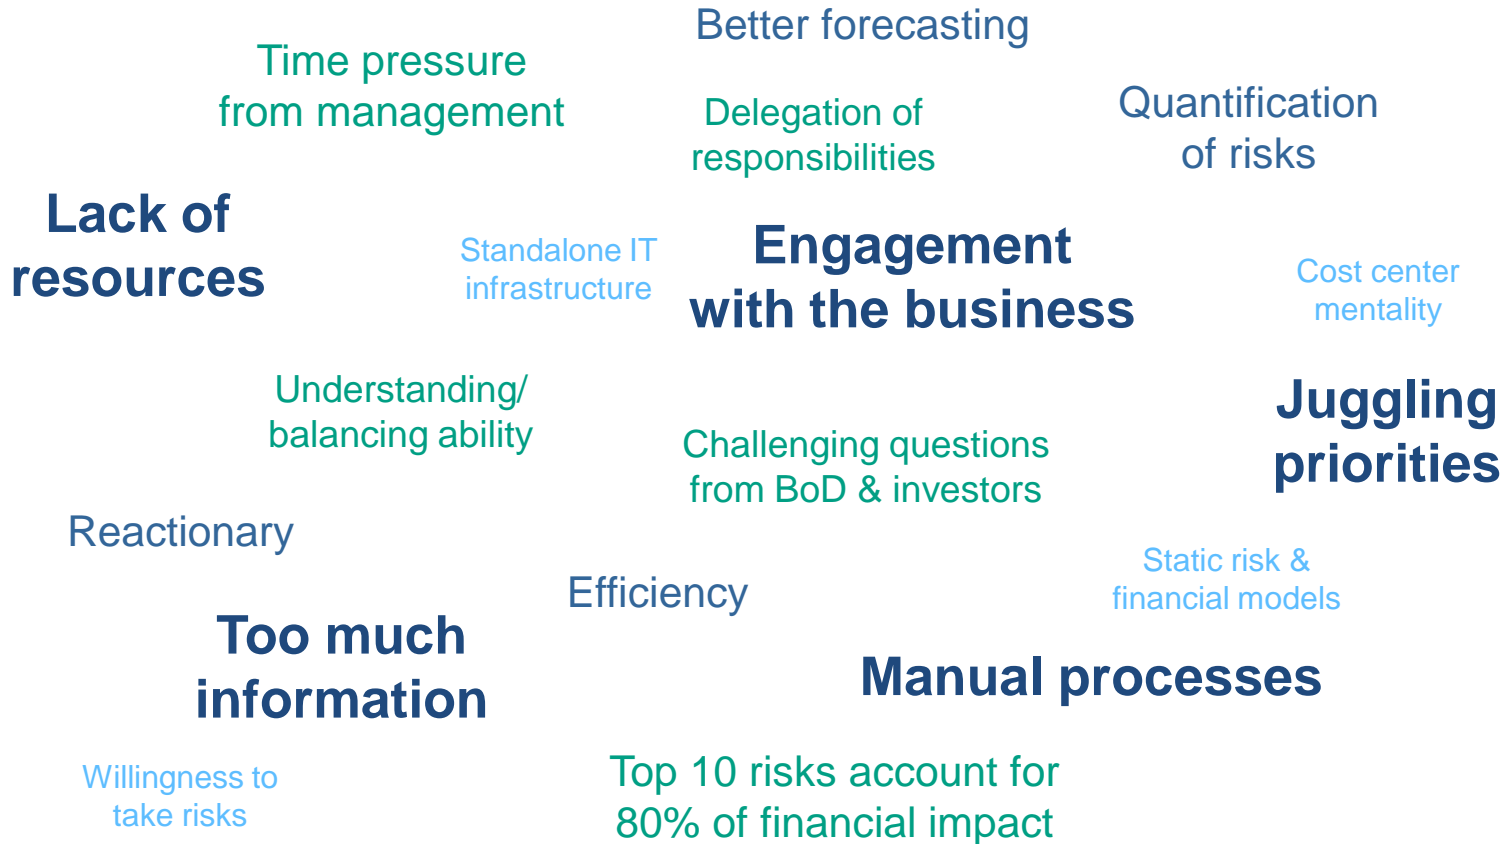 Better forecasting
Time pressure
from management
Delegation of
responsibilities
Quantification
of risks
Lack of
resources
Standalone IT
infrastructure
Engagement
with the business
Cost center
mentality
Understanding/
balancing ability
Challenging questions
from BoD & investors
Juggling
priorities
Reactionary
Efficiency
Static risk &
financial models
Too much
information
Manual processes
Willingness to
take risks
Top 10 risks account for
80% of financial impact